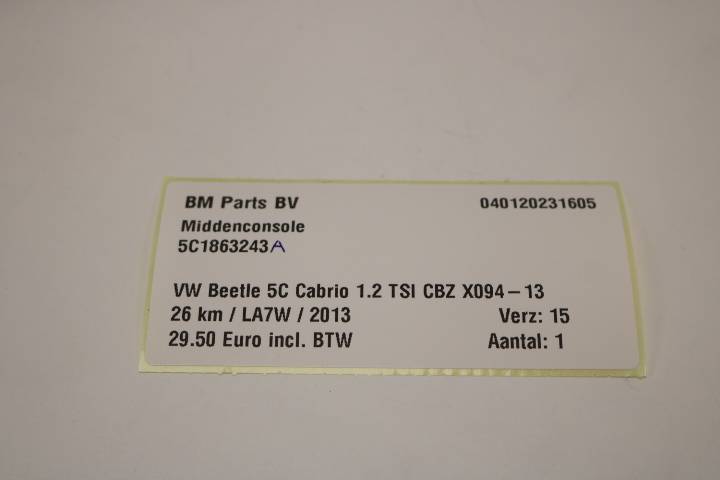 BM Parts BV 040120231605
Middenconsole
5C1863243A
VW Beetle 5C Cabrio 1.2 TSI CBZ X094-13
26 km / LA7W / 2013 Verz: 15
29.50 Euro incl. BTW Aantal: 1